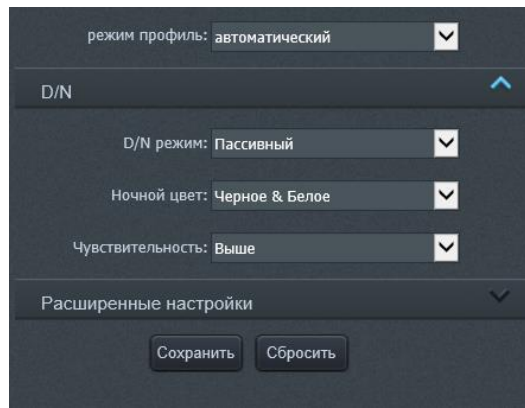 режим профиль: автоматический
D/N
D/N режим: Пассивный
Ночной цвет: Черное & Белое
Чувствительность: Выше
Расширенные настройки
Сохранить Сбросить